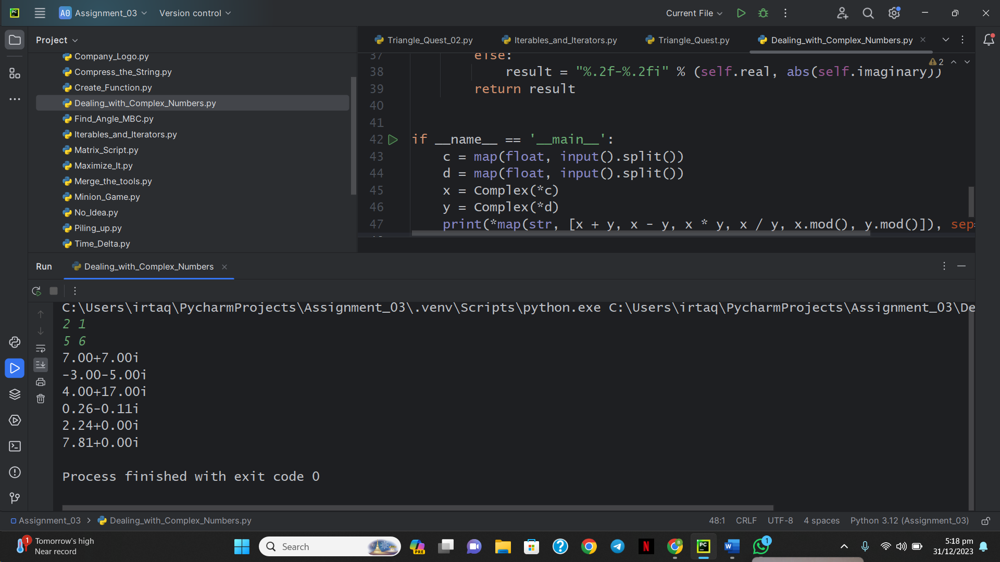 PC
A0 Assignment_03
Version control
Current File
Project
Company_Logo.py
Compress_the_String.py
Create_Function.py
Dealing_with_Complex_Numbers.py
Find_Angle_MBC.py
Iterables_and_Iterators.py
Matrix_Script.py
Maximize_It.py
Merge_the_tools.py
Minion_Game.py
No_Idea.py
Piling_up.py
Time_Delta.py
Triangle_Quest_02.py
Iterables_and_Iterators.py
Triangle_Quest.py
Dealing_with_Complex_Numbers.py
2
37 else:
38 result = "%.2f-%.2fi" % (self.real, abs(self.imaginary))
39 return result
40
41
42 if __name__ == '__main__':
43 c = map(float, input().split())
44 d = map(float, input().split())
45 x = Complex(*c)
46 y = Complex(*d)
47 print(*map(str, [x + y, x - y, x * y, x / y, x.mod(), y.mod()]), sep=
Run
Dealing_with_Complex_Numbers
C:\Users\irtaq\PycharmProjects\Assignment_03\.venv\Scripts\python.exe C:\Users\irtaq\PycharmProjects\Assignment_03\De
2 1
5 6
7.00+7.00i
-3.00-5.00i
4.00+17.00i
0.26-0.11i
2.24+0.00i
7.81+0.00i
Process finished with exit code 0
Assignment_03 > Dealing_with_Complex_Numbers.py
48:1
CRLF
UTF-8
4 spaces
Python 3.12 (Assignment_03)
1
Tomorrow's high
Near record
Search
PRE
N
B
PC
W
1
5:18 pm
31/12/2023